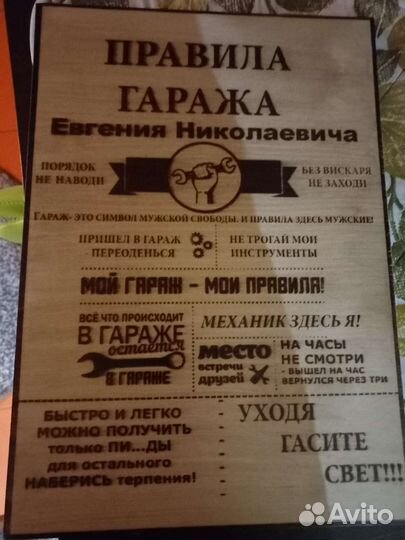 ПРАВИЛА
ГАРАЖА
Евгения Николаевича
ПОРЯДОК
НЕ НАВОДИ
БЕЗ ВИСКАРЯ
НЕ ЗАХОДИ
ГАРАЖ- ЭТО СИМВОЛ МУЖСКОЙ СВОБОДЫ. И ПРАВИЛА ЗДЕСЬ МУЖСКИЕ!
ПРИШЕЛ В ГАРАЖ
- ПЕРЕОДЕНЬСЯ
НЕ ТРОГАЙ МОИ
ИНСТРУМЕНТЫ
МОЙ ГАРАЖ - МОИ ПРАВИЛА!
ВСЁ ЧТО ПРОИСХОДИТ
В ГАРАЖЕ
остается
В ГАРАЖЕ
МЕХАНИК ЗДЕСЬ Я!
место
встречи
друзей
НА ЧАСЫ
НЕ СМОТРИ
- ВЫШЕЛ НА ЧАС
ВЕРНУЛСЯ ЧЕРЕЗ ТРИ
БЫСТРО И ЛЕГКО
МОЖНО ПОЛУЧИТЬ
только ПИ...ДЫ
для остального
НАБЕРИСЬ терпения!
УХОДЯ
ГАСИТЕ
СВЕТ!!!
Avito